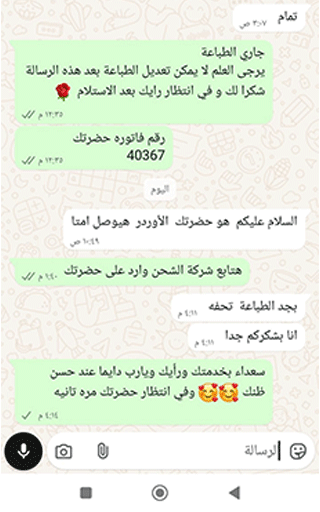 تمام
٣:٠٧ ص
جاري الطباعة
يرجى العلم لا يمكن تعديل الطباعة بعد هذه الرسالة
شكرا لك و في انتظار رايك بعد الاستلام 🌹
١٢:٣٥ م
رقم فاتوره حضرتك
40367
١٢:٣٥ م
اليوم
السلام عليكم هو حضرتك الأوردر هيوصل امتا
١٠:٤٩ ص
هتابع شركة الشحن وارد على حضرتك
١:٤٠ م
بجد الطباعة تحفه
٤:١١ م
انا بشكركم جدا
٤:١١ م
سعداء بخدمتك ورأيك ويارب دايما عند حسن
ظنك 🥰🥰 وفي انتظار حضرتك مره تانيه
٤:١٤ م
الرسالة